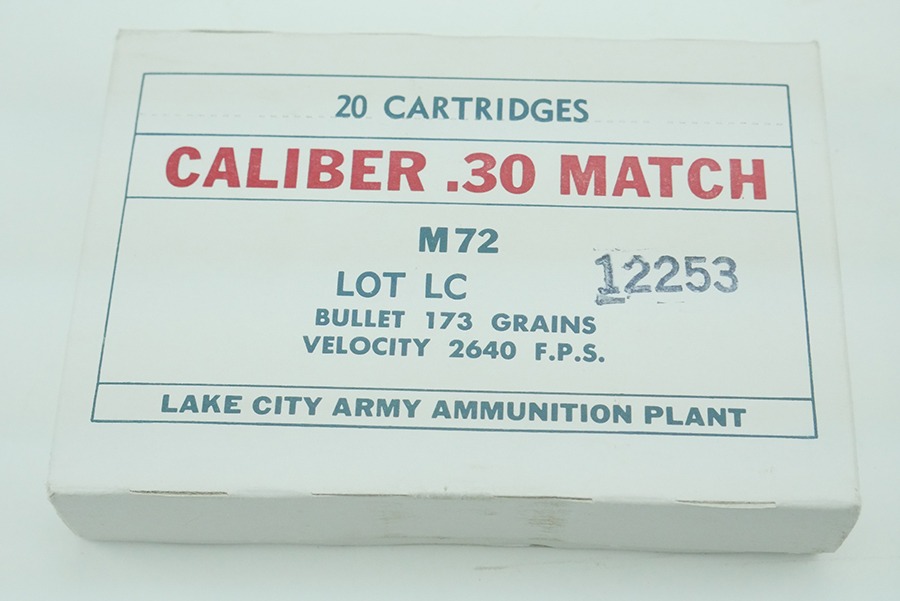 20 CARTRIDGES
CALIBER .30 MATCH
M72
LOT LC 12253
BULLET 173 GRAINS
VELOCITY 2640 F.P.S.
LAKE CITY ARMY AMMUNITION PLANT